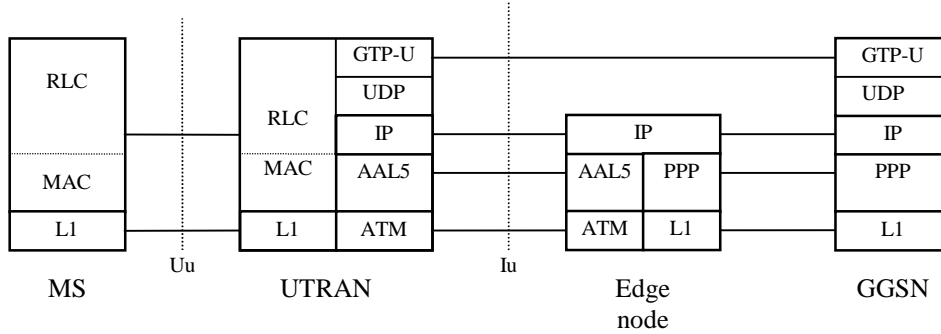 GTP-U
GTP-U
RLC
UDP
UDP
RLC
IP
IP
IP
MAC
MAC
AAL5
AAL5
PPP
PPP
L1
L1
ATM
ATM
L1
L1
Uu
Iu
MS
UTRAN
Edge
node
GGSN